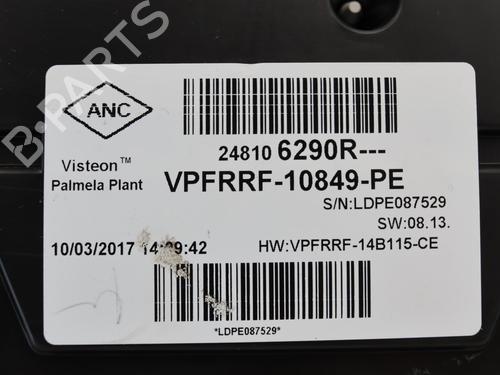 ANC
Visteon™
Palmela Plant
24810 6290R---
VPFRRF-10849-PE
S/N:LDPE087529
SW:08.13.
10/03/2017 14:09:42
HW:VPFRRF-14B115-CE
*LDPE087529*
B-PARTS